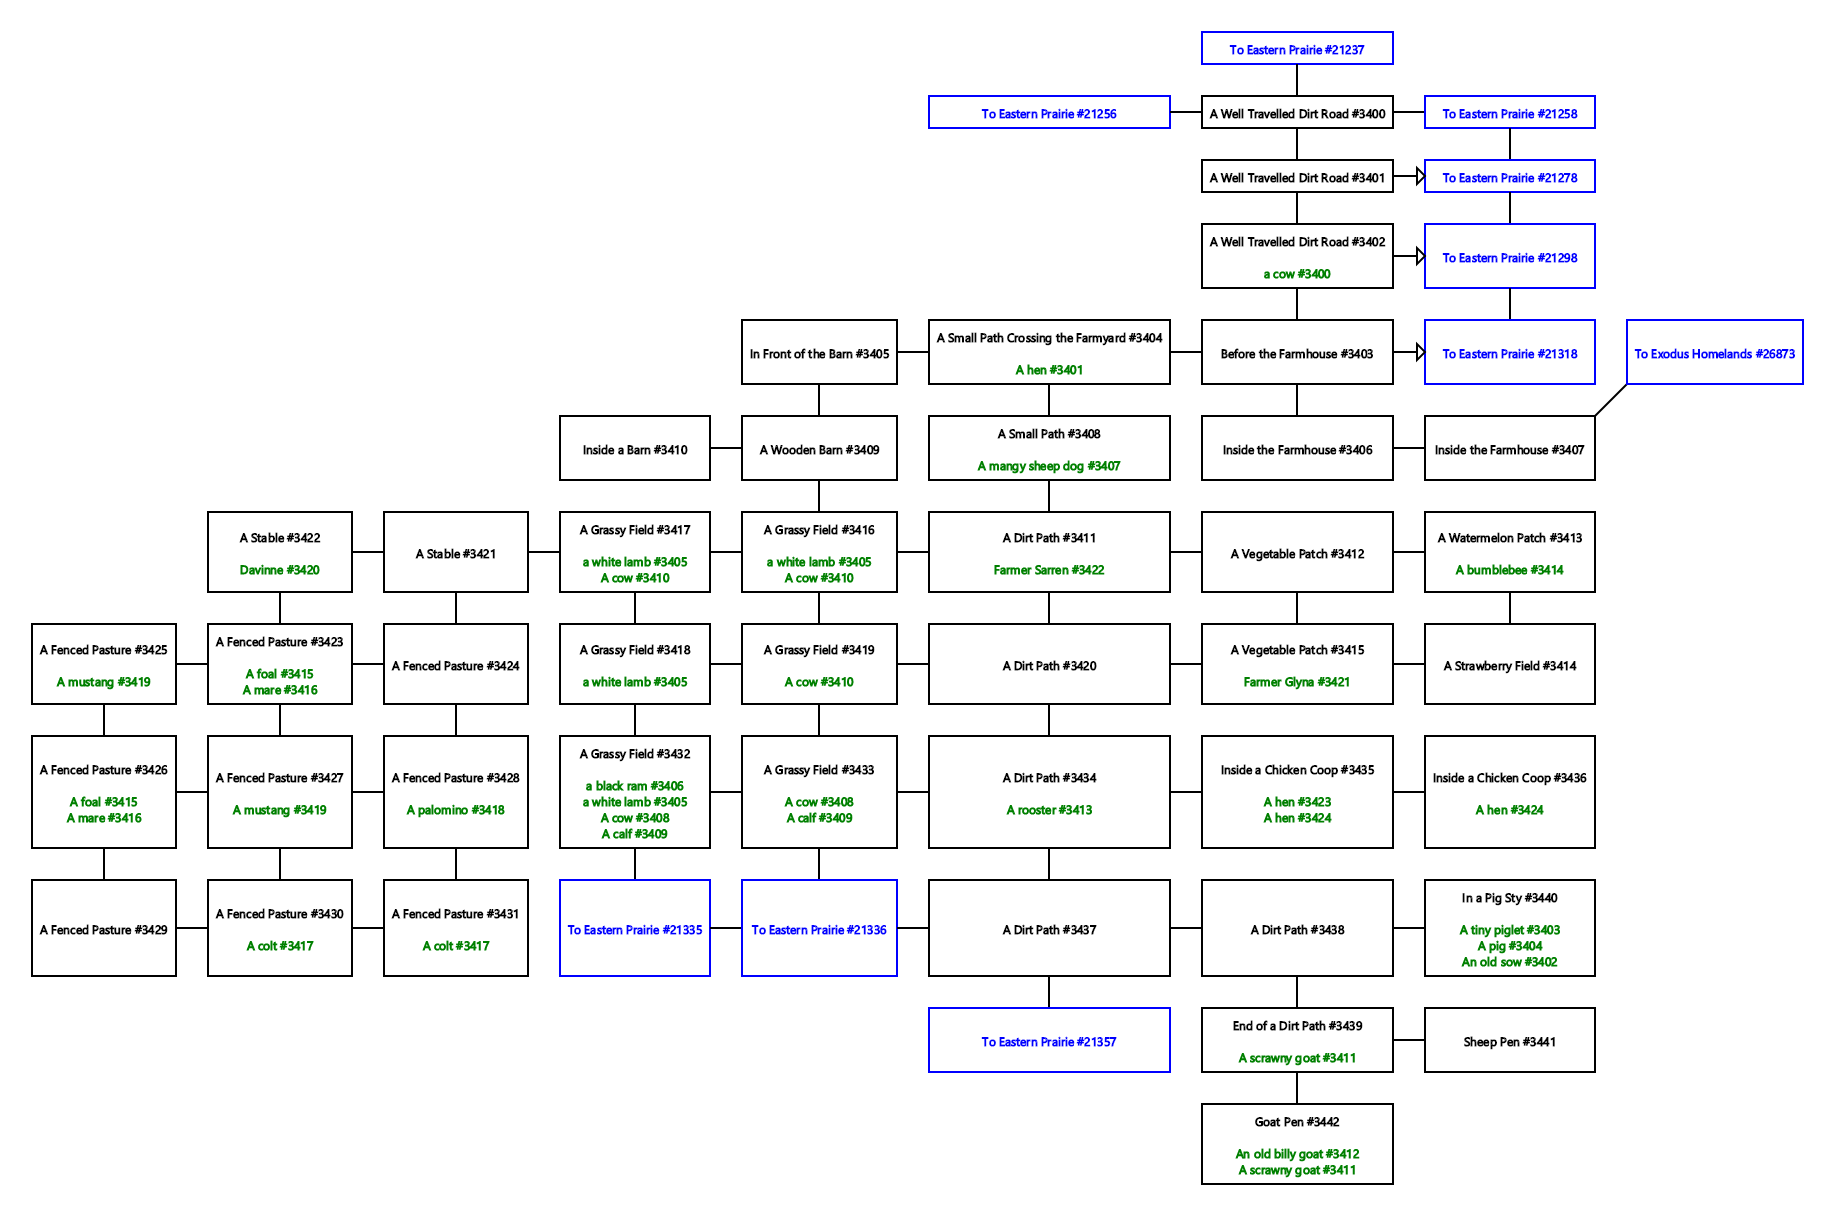 To Eastern Prairie #21237
To Eastern Prairie #21256
A Well Travelled Dirt Road #3400
To Eastern Prairie #21258
A Well Travelled Dirt Road #3401
To Eastern Prairie #21278
A Well Travelled Dirt Road #3402
a cow #3400
To Eastern Prairie #21298
In Front of the Barn #3405
A Small Path Crossing the Farmyard #3404
A hen #3401
Before the Farmhouse #3403
To Eastern Prairie #21318
To Exodus Homelands #26873
Inside a Barn #3410
A Wooden Barn #3409
A Small Path #3408
A mangy sheep dog #3407
Inside the Farmhouse #3406
Inside the Farmhouse #3407
A Stable #3422
Davinne #3420
A Stable #3421
A Grassy Field #3417
a white lamb #3405
A cow #3410
A Grassy Field #3416
a white lamb #3405
A cow #3410
A Dirt Path #3411
Farmer Sarren #3422
A Vegetable Patch #3412
A Watermelon Patch #3413
A bumblebee #3414
A Fenced Pasture #3425
A mustang #3419
A Fenced Pasture #3423
A foal #3415
A mare #3416
A Fenced Pasture #3424
A Grassy Field #3418
a white lamb #3405
A Grassy Field #3419
A cow #3410
A Dirt Path #3420
A Vegetable Patch #3415
Farmer Glyna #3421
A Strawberry Field #3414
A Fenced Pasture #3426
A foal #3415
A mare #3416
A Fenced Pasture #3427
A mustang #3419
A Fenced Pasture #3428
A palomino #3418
A Grassy Field #3432
a black ram #3406
a white lamb #3405
A cow #3408
A calf #3409
A Grassy Field #3433
A cow #3408
A calf #3409
A Dirt Path #3434
A rooster #3413
Inside a Chicken Coop #3435
A hen #3423
A hen #3424
Inside a Chicken Coop #3436
A hen #3424
A Fenced Pasture #3429
A Fenced Pasture #3430
A colt #3417
A Fenced Pasture #3431
A colt #3417
To Eastern Prairie #21335
To Eastern Prairie #21336
A Dirt Path #3437
A Dirt Path #3438
In a Pig Sty #3440
A tiny piglet #3403
A pig #3404
An old sow #3402
To Eastern Prairie #21357
End of a Dirt Path #3439
A scrawny goat #3411
Sheep Pen #3441
Goat Pen #3442
An old billy goat #3412
A scrawny goat #3411